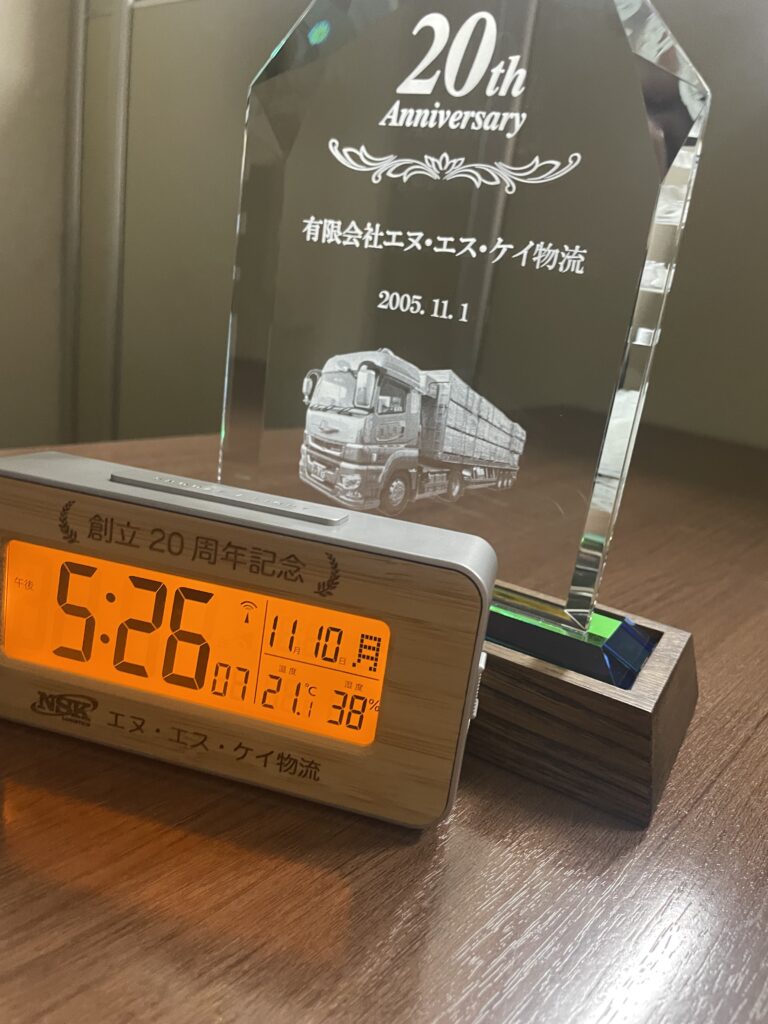 20th
Anniversary
有限会社エヌ・エス・ケイ物流
2005. 11. 1
創立 20 周年記念
午後 5:26 07
11月 10日 月
温度 21.1℃ 湿度 38%
NSK
エヌ・エス・ケイ物流